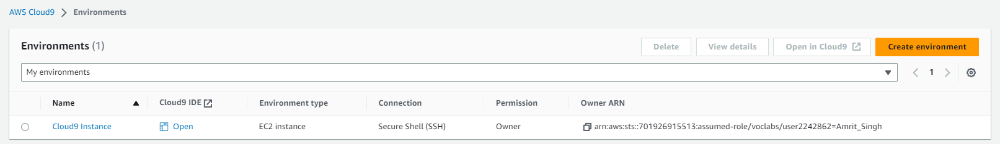 AWS Cloud9 > Environments
Environments (1)
Delete View details Open in Cloud9 Create environment
My environments
1
Name Cloud9 IDE Environment type Connection Permission Owner ARN
Cloud9 Instance Open EC2 instance Secure Shell (SSH) Owner arn:aws:sts::701926915513:assumed-role/voclabs/user2242862=Amrit_Singh